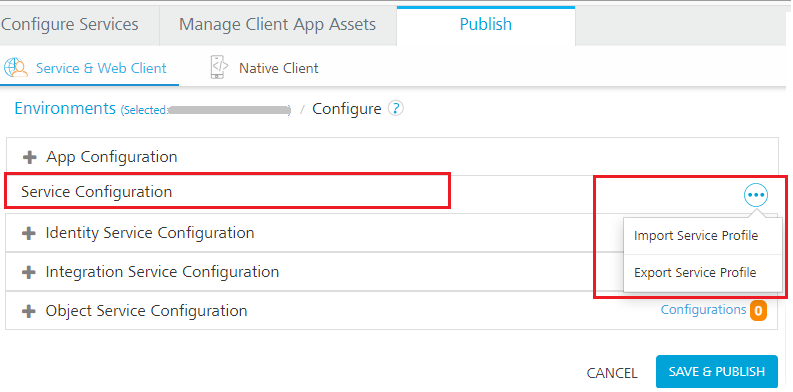 Configure Services Manage Client App Assets Publish
Service & Web Client Native Client
Environments (Selected: / Configure ?
App Configuration
Service Configuration
Import Service Profile
Identity Service Configuration
Export Service Profile
Integration Service Configuration
Object Service Configuration Configurations 0
CANCEL SAVE & PUBLISH